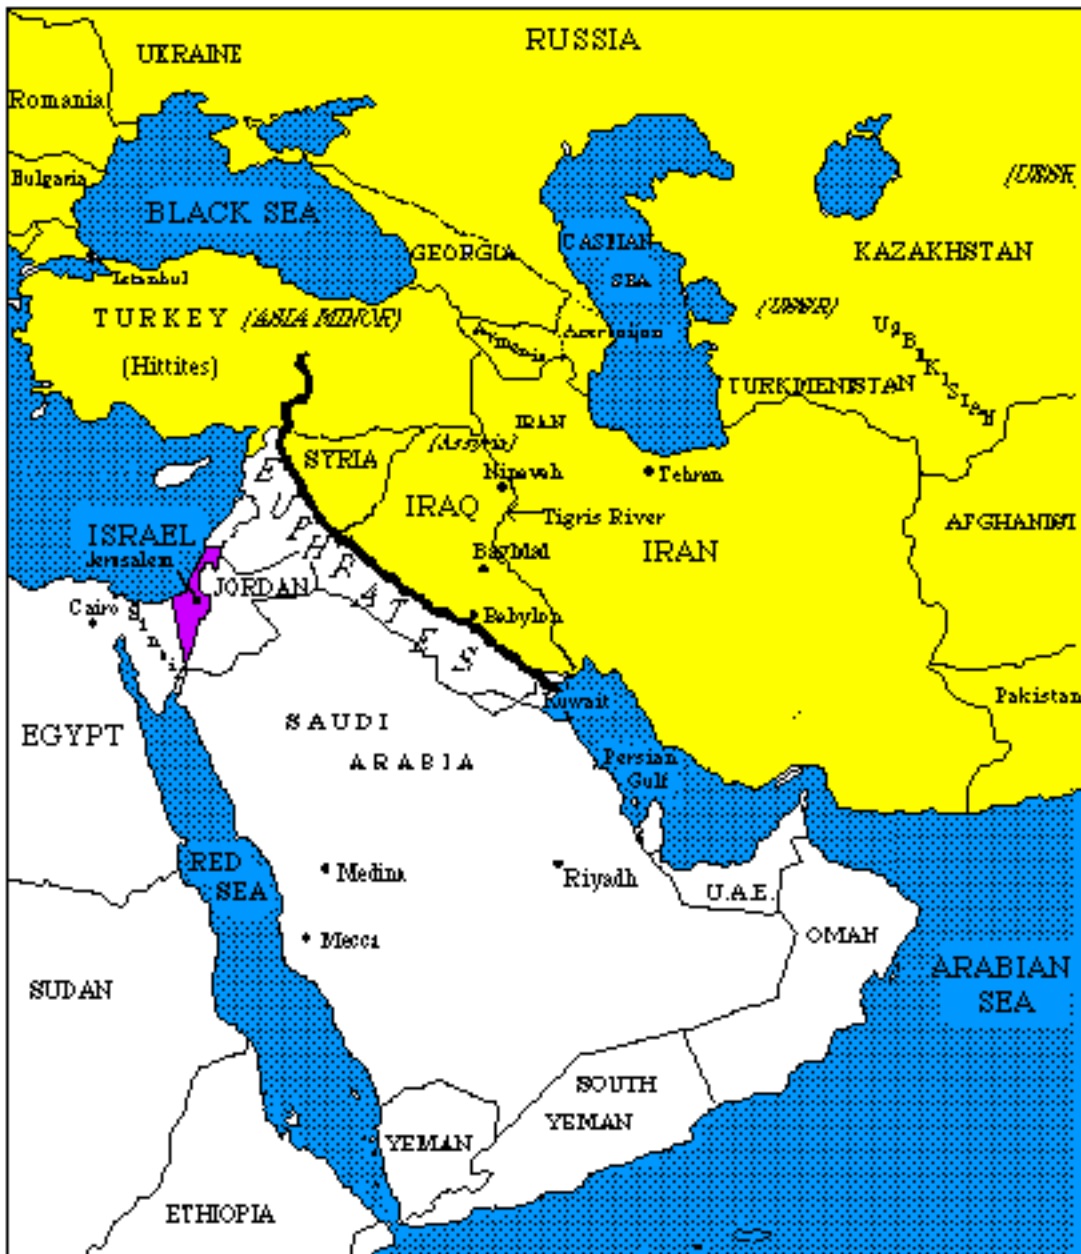 RUSSIA
UKRAINE
Romania
Bulgaria
BLACK SEA
Istanbul
GEORGIA
CASPIAN
SEA
KAZAKHSTAN
(USSR)
TURKEY (ASIA MINOR)
(Hittites)
Armenia
Azerbaijan
TURKMENISTAN
IRAN
(Assyria)
SYRIA
Ninevah
Tehran
IRAQ
Tigris River
IRAN
ISRAEL
Jerusalem
Baghdad
JORDAN
EUPHRATES
Babylon
Cairo
Sinai
Kuwait
Pakistan
EGYPT
SAUDI
ARABIA
Persian
Gulf
RED
SEA
Medina
Riyadh
U.A.E.
Mecca
OMAN
ARABIAN
SEA
SUDAN
SOUTH
YEMAN
YEMAN
ETHIOPIA